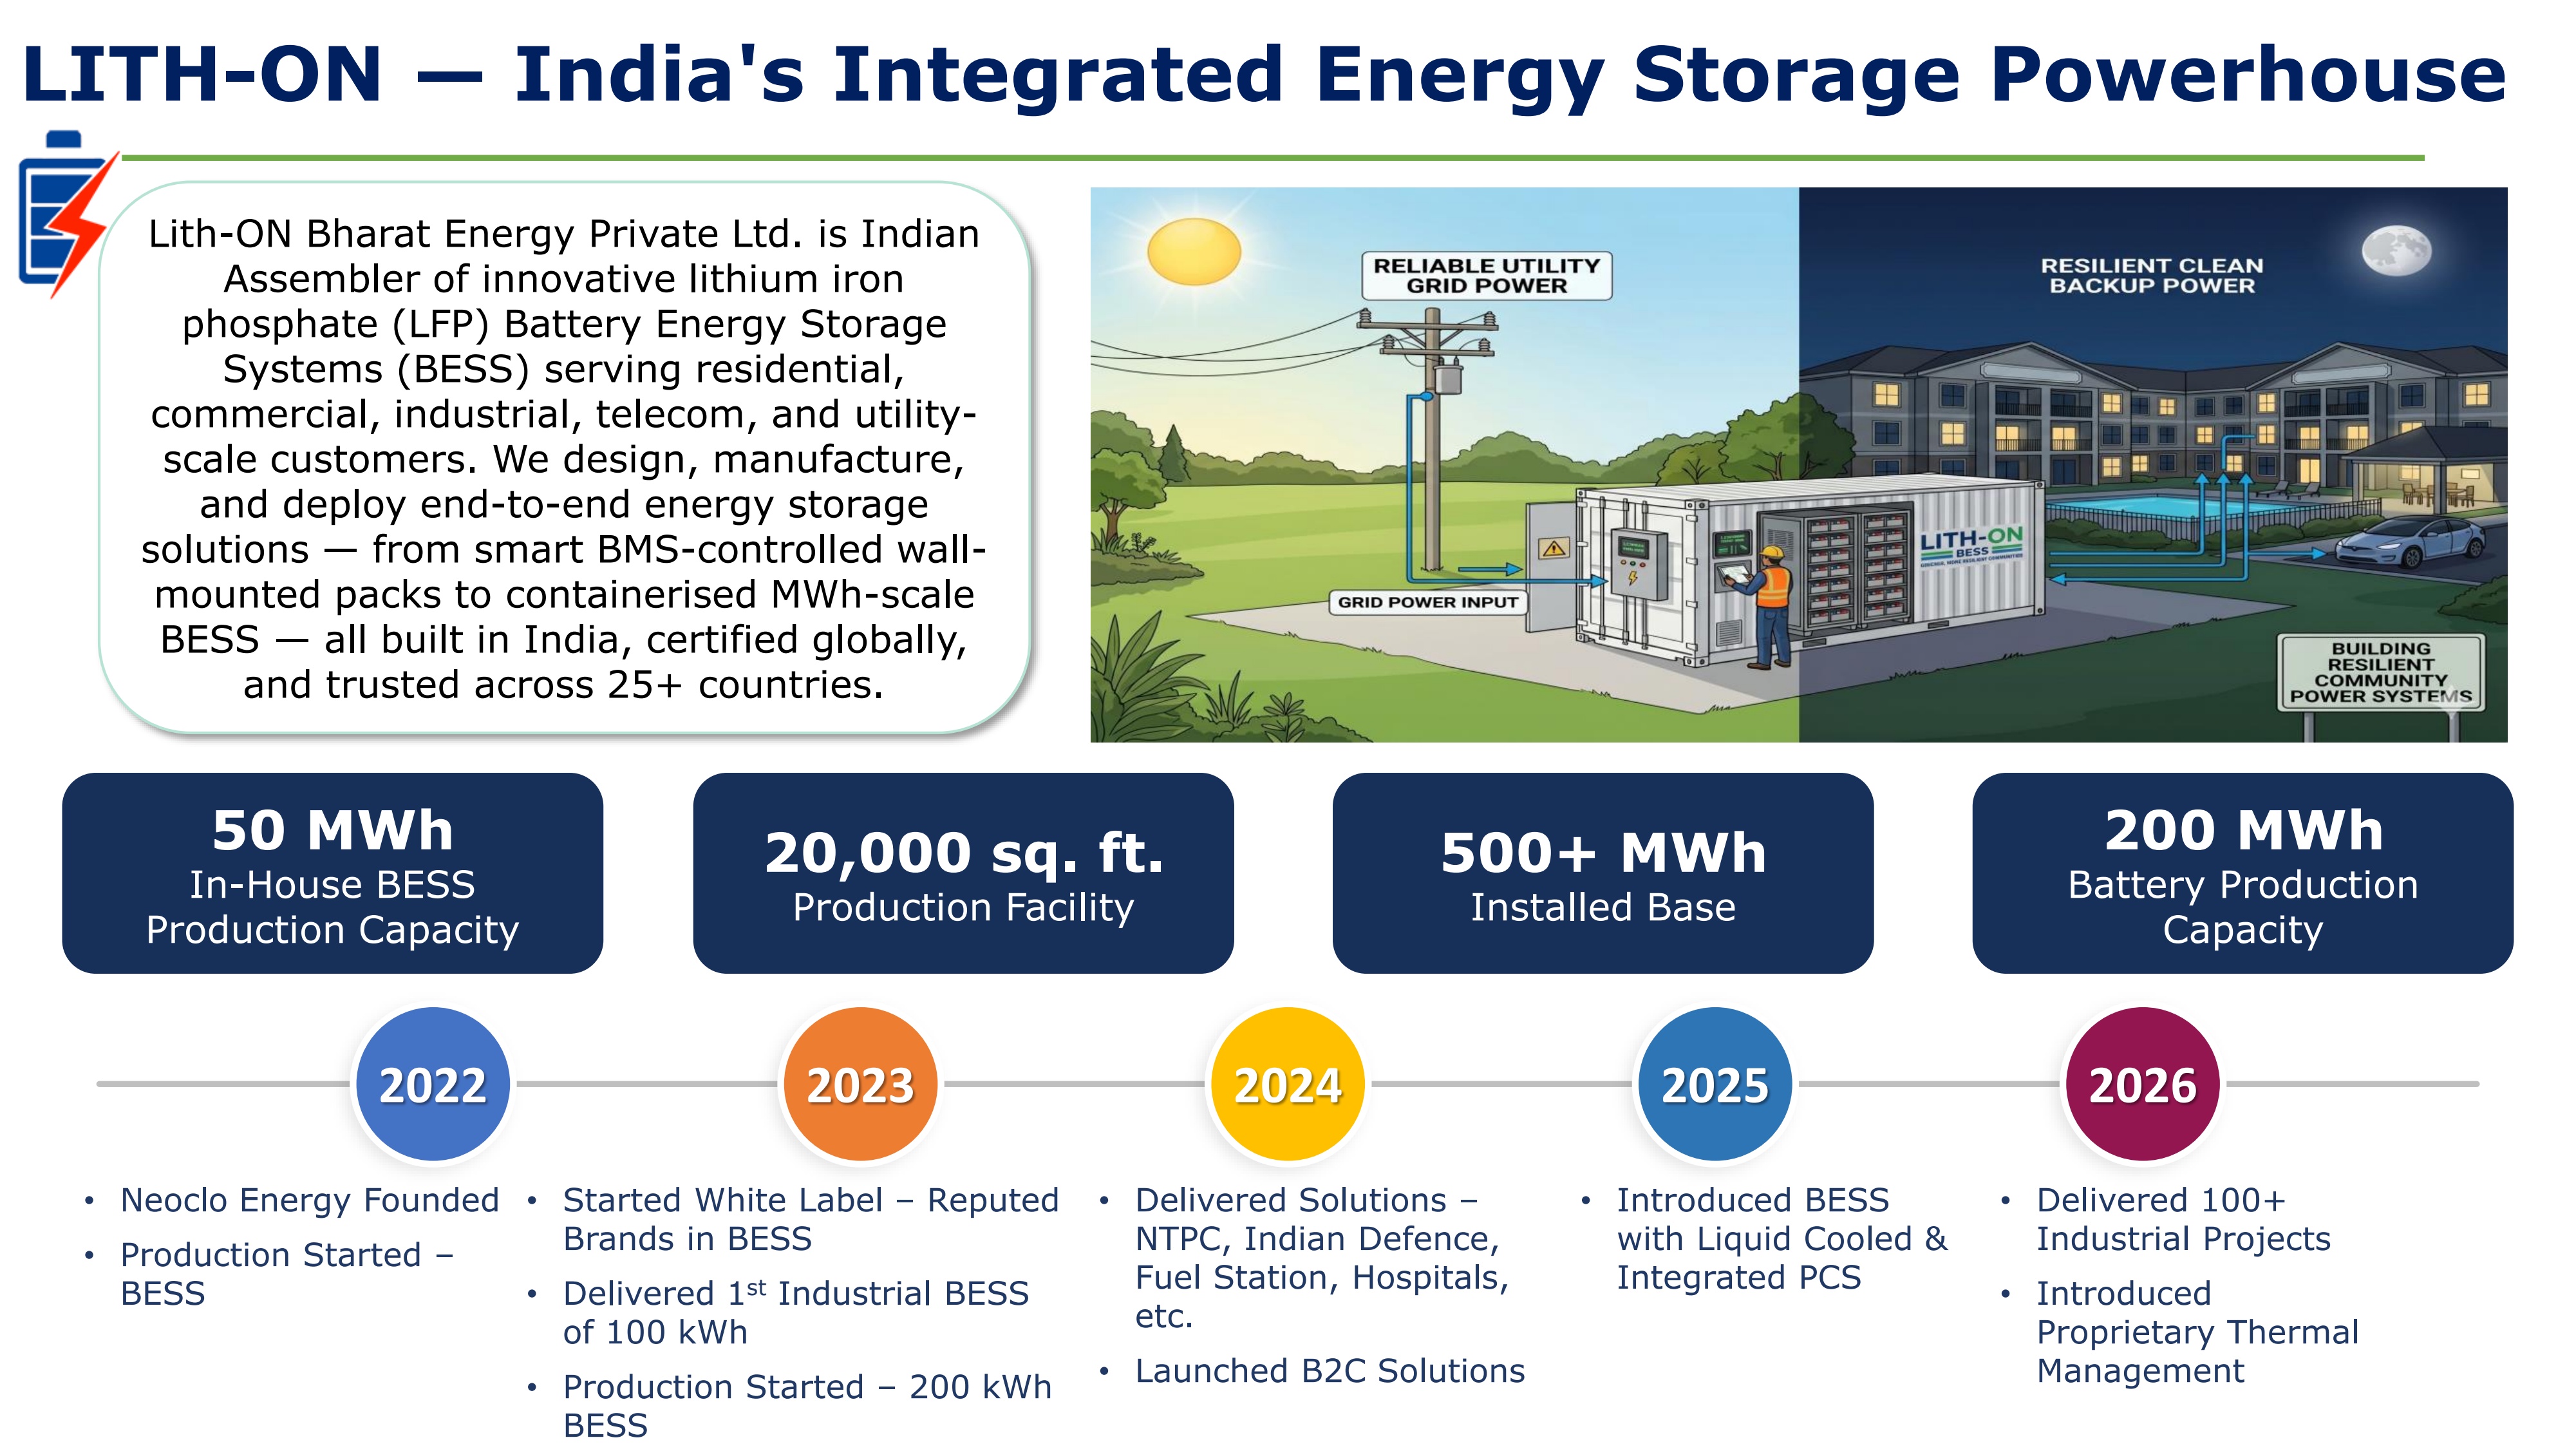 LITH-ON — India's Integrated Energy Storage Powerhouse
Lith-ON Bharat Energy Private Ltd. is Indian
Assembler of innovative lithium iron
phosphate (LFP) Battery Energy Storage
Systems (BESS) serving residential,
commercial, industrial, telecom, and utility-
scale customers. We design, manufacture,
and deploy end-to-end energy storage
solutions — from smart BMS-controlled wall-
mounted packs to containerised MWh-scale
BESS — all built in India, certified globally,
and trusted across 25+ countries.
RELIABLE UTILITY
GRID POWER
RESILIENT CLEAN
BACKUP POWER
GRID POWER INPUT
LITH-ON
BESS
BUILDING
RESILIENT
COMMUNITY
POWER SYSTEMS
50 MWh
In-House BESS
Production Capacity
20,000 sq. ft.
Production Facility
500+ MWh
Installed Base
200 MWh
Battery Production
Capacity
2022
2023
2024
2025
2026
• Neoclo Energy Founded
• Production Started –
BESS
• Started White Label – Reputed
Brands in BESS
• Delivered 1st Industrial BESS
of 100 kWh
• Production Started – 200 kWh
BESS
• Delivered Solutions –
NTPC, Indian Defence,
Fuel Station, Hospitals,
etc.
• Launched B2C Solutions
• Introduced BESS
with Liquid Cooled &
Integrated PCS
• Delivered 100+
Industrial Projects
• Introduced
Proprietary Thermal
Management